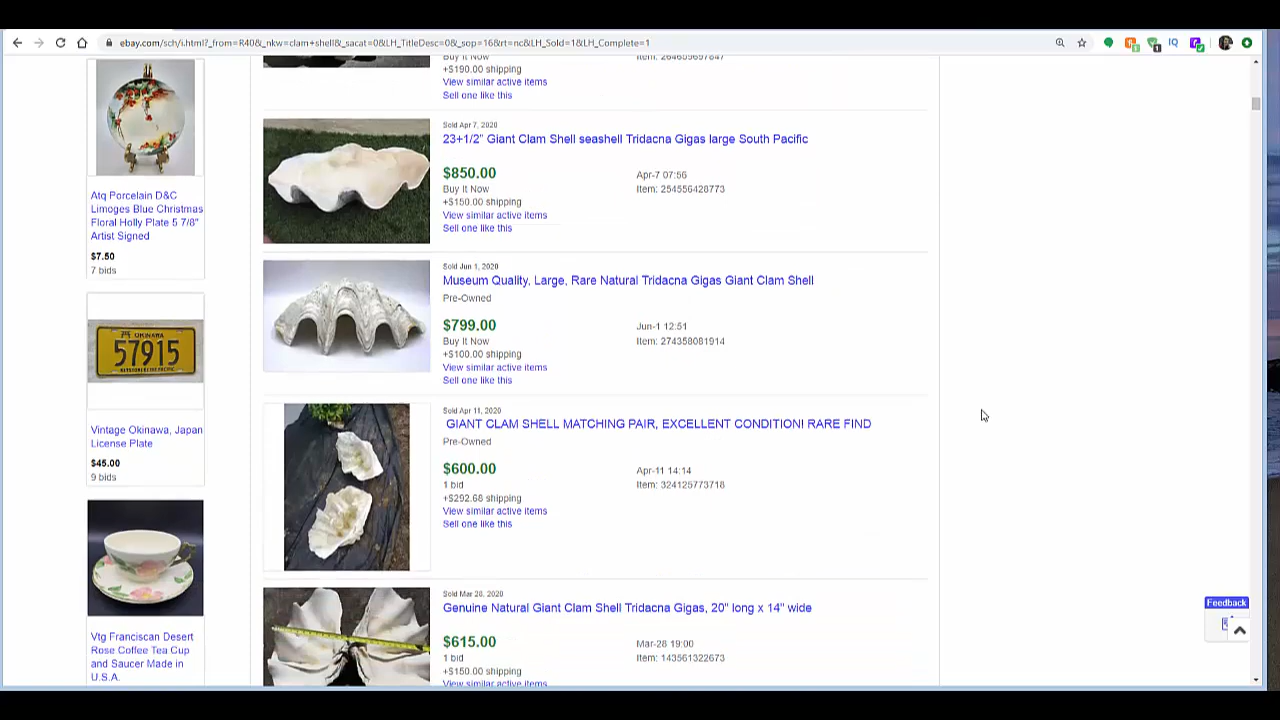 ebay.com/sch/i.html?_from=R40&_nkw=clam+shell&_sacat=0&LH_TitleDesc=0&_sop=16&rt=nc&LH_Sold=1&LH_Complete=1
Atq Porcelain D&C
Limoges Blue Christmas
Floral Holly Plate 5 7/8"
Artist Signed
$7.50
7 bids
OKINAWA
57915
Vintage Okinawa, Japan
License Plate
$45.00
9 bids
Vtg Franciscan Desert
Rose Coffee Tea Cup
and Saucer Made in
U.S.A.
Buy It Now
+$190.00 shipping
View similar active items
Sell one like this
Sold Apr 7, 2020
23+1/2" Giant Clam Shell seashell Tridacna Gigas large South Pacific
$850.00
Apr-7 07:56
Buy It Now
Item: 254556428773
+$150.00 shipping
View similar active items
Sell one like this
Sold Jun 1, 2020
Museum Quality, Large, Rare Natural Tridacna Gigas Giant Clam Shell
Pre-Owned
$799.00
Jun-1 12:51
Buy It Now
Item: 274358081914
+$100.00 shipping
View similar active items
Sell one like this
Sold Apr 11, 2020
GIANT CLAM SHELL MATCHING PAIR, EXCELLENT CONDITION! RARE FIND
Pre-Owned
$600.00
Apr-11 14:14
1 bid
Item: 324125773718
+$292.68 shipping
View similar active items
Sell one like this
Sold Mar 28, 2020
Genuine Natural Giant Clam Shell Tridacna Gigas, 20" long x 14" wide
$615.00
Mar-28 19:00
1 bid
Item: 143561322673
+$150.00 shipping
View similar active items
Feedback